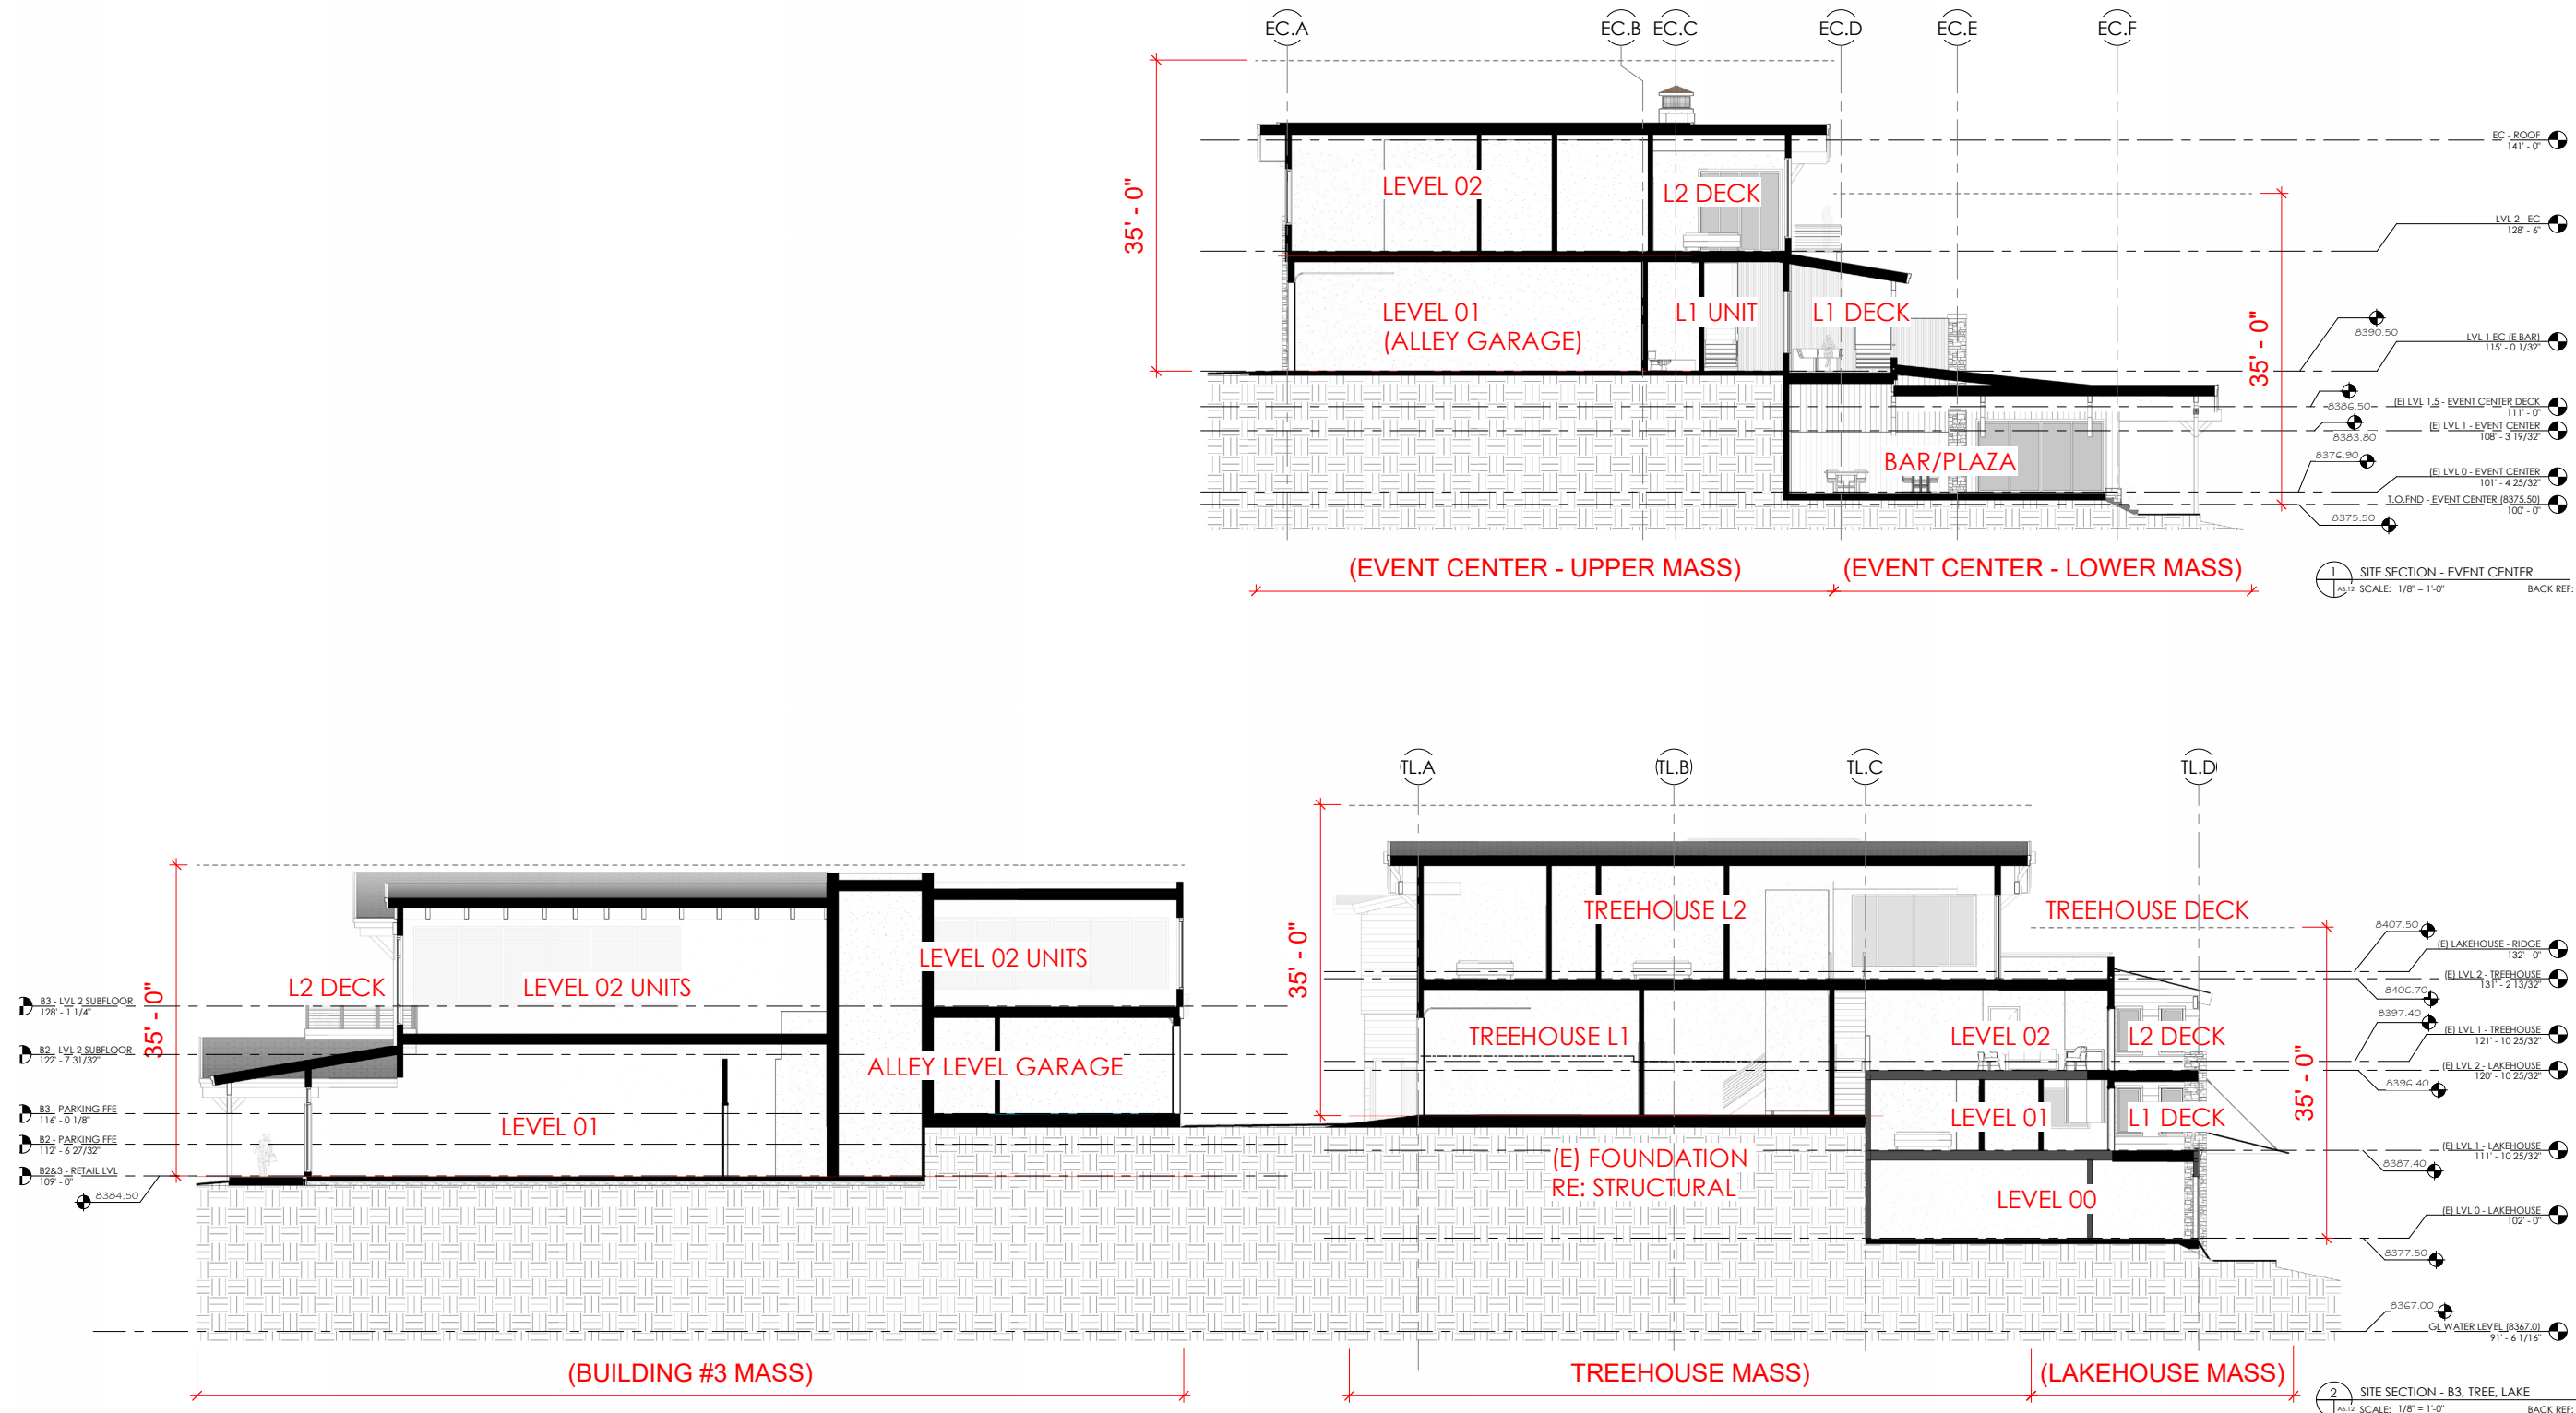 EC.A
EC.B
EC.C
EC.D
EC.E
EC.F
35' - 0"
EC - ROOF
141' - 0"
LEVEL 02
L2 DECK
LVL 2 - EC
128' - 6"
LEVEL 01
(ALLEY GARAGE)
L1 UNIT
L1 DECK
35' - 0"
8390.50
LVL 1 EC (E BAR)
115' - 0 1/32"
8386.50
(E) LVL 1.5 - EVENT CENTER DECK
111' - 0"
8383.80
(E) LVL 1 - EVENT CENTER
108' - 3 19/32"
BAR/PLAZA
8376.90
(E) LVL 0 - EVENT CENTER
101' - 4 25/32"
T.O.FND - EVENT CENTER (8375.50)
100' - 0"
8375.50
(EVENT CENTER - UPPER MASS)
(EVENT CENTER - LOWER MASS)
1
A6.12
SITE SECTION - EVENT CENTER
SCALE: 1/8" = 1'-0"
BACK REF:
TL.A
(TL.B)
TL.C
TL.D
35' - 0"
L2 DECK
LEVEL 02 UNITS
LEVEL 02 UNITS
ALLEY LEVEL GARAGE
LEVEL 01
B3 - LVL 2 SUBFLOOR
128' - 1 1/4"
B2 - LVL 2 SUBFLOOR
122' - 7 31/32"
B3 - PARKING FFE
116' - 0 1/8"
B2 - PARKING FFE
112' - 6 27/32"
B2&3 - RETAIL LVL
109' - 0"
8384.50
35' - 0"
TREEHOUSE L2
TREEHOUSE DECK
TREEHOUSE L1
LEVEL 02
L2 DECK
LEVEL 01
L1 DECK
(E) FOUNDATION
RE: STRUCTURAL
LEVEL 00
35' - 0"
8407.50
(E) LAKEHOUSE - RIDGE
132' - 0"
(E) LVL 2 - TREEHOUSE
131' - 2 13/32"
8406.70
8397.40
(E) LVL 1 - TREEHOUSE
121' - 10 25/32"
(E) LVL 2 - LAKEHOUSE
120' - 10 25/32"
8396.40
(E) LVL 1 - LAKEHOUSE
111' - 10 25/32"
8387.40
(E) LVL 0 - LAKEHOUSE
102' - 0"
8377.50
8367.00
GL WATER LEVEL (8367.0)
91' - 6 1/16"
(BUILDING #3 MASS)
TREEHOUSE MASS)
(LAKEHOUSE MASS)
2
A6.12
SITE SECTION - B3, TREE, LAKE
SCALE: 1/8" = 1'-0"
BACK REF: